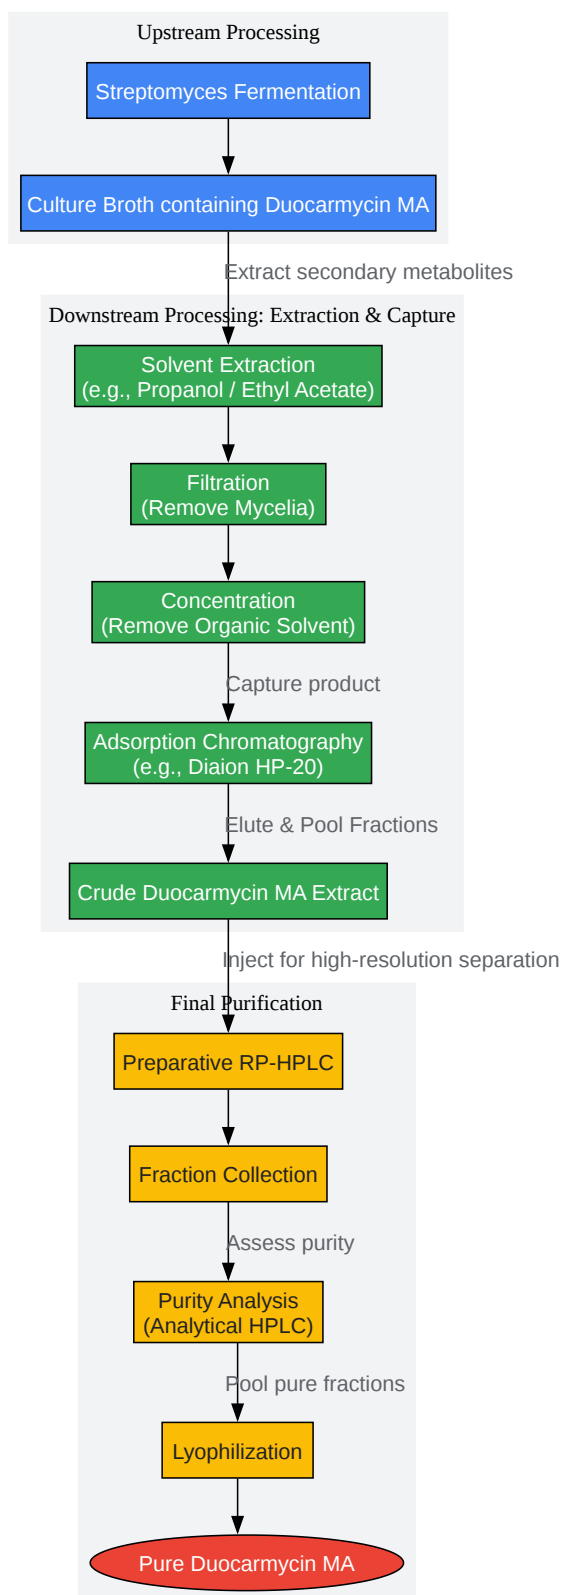 Upstream Processing
Streptomyces Fermentation
Culture Broth containing Duocarmycin MA
Extract secondary metabolites
Downstream Processing: Extraction & Capture
Solvent Extraction
(e.g., Propanol / Ethyl Acetate)
Filtration
(Remove Mycelia)
Concentration
(Remove Organic Solvent)
Capture product
Adsorption Chromatography
(e.g., Diaion HP-20)
Elute & Pool Fractions
Crude Duocarmycin MA Extract
Inject for high-resolution separation
Final Purification
Preparative RP-HPLC
Fraction Collection
Assess purity
Purity Analysis
(Analytical HPLC)
Pool pure fractions
Lyophilization
Pure Duocarmycin MA